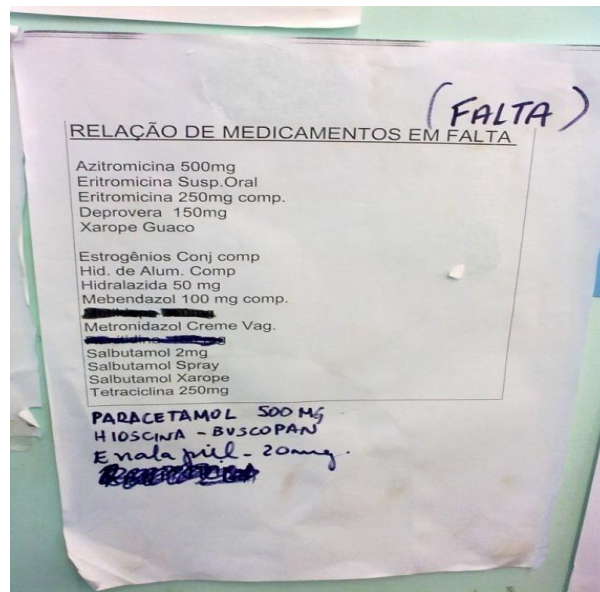 (FALTA)
RELAÇÃO DE MEDICAMENTOS EM FALTA
Azitromicina 500mg
Eritromicina Susp.Oral
Eritromicina 250mg comp.
Deprovera 150mg
Xarope Guaco
Estrogênios Conj comp
Hid. de Alum. Comp
Hidralazida 50 mg
Mebendazol 100 mg comp.
Metronidazol Creme Vag.
Salbutamol 2mg
Salbutamol Spray
Salbutamol Xarope
Tetraciclina 250mg
PARACETAMOL 500 MG
HIOSCINA - BUSCOPAN
Enalapril - 20mg.